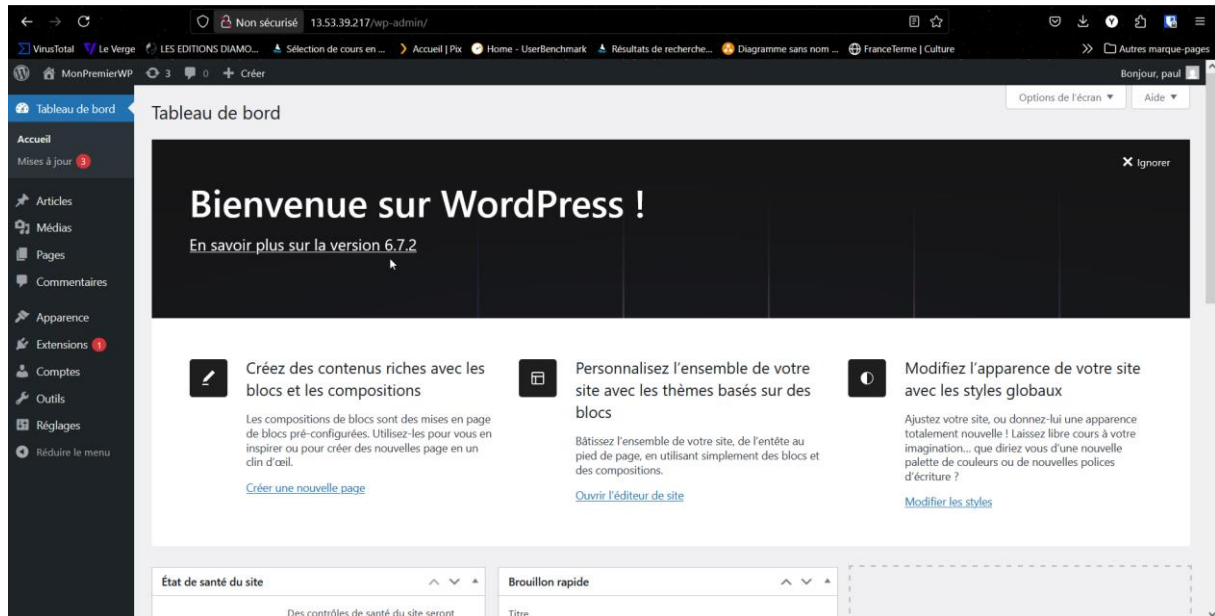 Non sécurisé 13.53.39.217/wp-admin/
VirusTotal Le Verge LES EDITIONS DIAMO... Sélection de cours en ... Accueil | Pix Home - UserBenchmark Résultats de recherche... Diagramme sans nom ... FranceTerme | Culture Autres marque-pages
MonPremierWP 3 0 Créer Bonjour, paul
Tableau de bord
Accueil
Mises à jour 3
Articles
Médias
Pages
Commentaires
Apparence
Extensions 1
Comptes
Outils
Réglages
Réduire le menu
Options de l'écran Aide
Tableau de bord
Ignorer
Bienvenue sur WordPress !
En savoir plus sur la version 6.7.2
Créez des contenus riches avec les
blocs et les compositions
Les compositions de blocs sont des mises en page
de blocs pré-configurées. Utilisez-les pour vous en
inspirer ou pour créer des nouvelles page en un
clin d'œil.
Créer une nouvelle page
Personnalisez l'ensemble de votre
site avec les thèmes basés sur des
blocs
Bâtissez l'ensemble de votre site, de l'entête au
pied de page, en utilisant simplement des blocs et
des compositions.
Ouvrir l'éditeur de site
Modifiez l'apparence de votre site
avec les styles globaux
Ajustez votre site, ou donnez-lui une apparence
totalement nouvelle ! Laissez libre cours à votre
imagination... que diriez vous d'une nouvelle
palette de couleurs ou de nouvelles polices
d'écriture ?
Modifier les styles
État de santé du site
Des contrôles de santé du site seront
Brouillon rapide
Titre